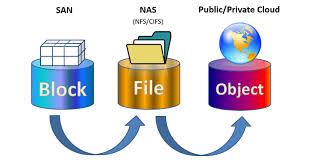 SAN
NAS
(NFS/CIFS)
Public/Private Cloud
Block
File
Object